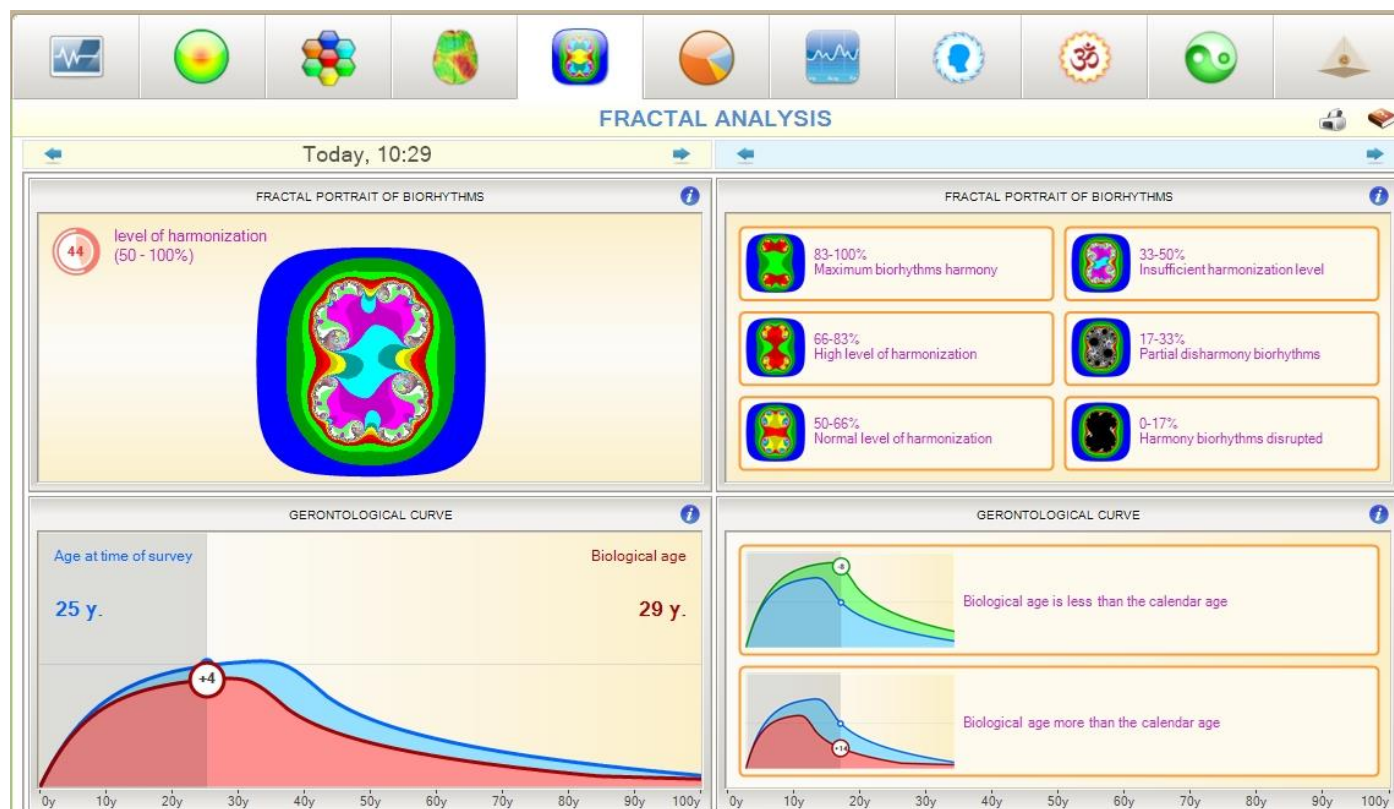 ॐ
FRACTAL ANALYSIS
Today, 10:29
FRACTAL PORTRAIT OF BIORHYTHMS
44
level of harmonization
(50 - 100%)
FRACTAL PORTRAIT OF BIORHYTHMS
83-100%
Maximum biorhythms harmony
33-50%
Insufficient harmonization level
66-83%
High level of harmonization
17-33%
Partial disharmony biorhythms
50-66%
Normal level of harmonization
0-17%
Harmony biorhythms disrupted
GERONTOLOGICAL CURVE
Age at time of survey
Biological age
25 y.
29 y.
+4
0y 10y 20y 30y 40y 50y 60y 70y 80y 90y 100y
GERONTOLOGICAL CURVE
-8
Biological age is less than the calendar age
Biological age more than the calendar age
+14
0y 10y 20y 30y 40y 50y 60y 70y 80y 90y 100y